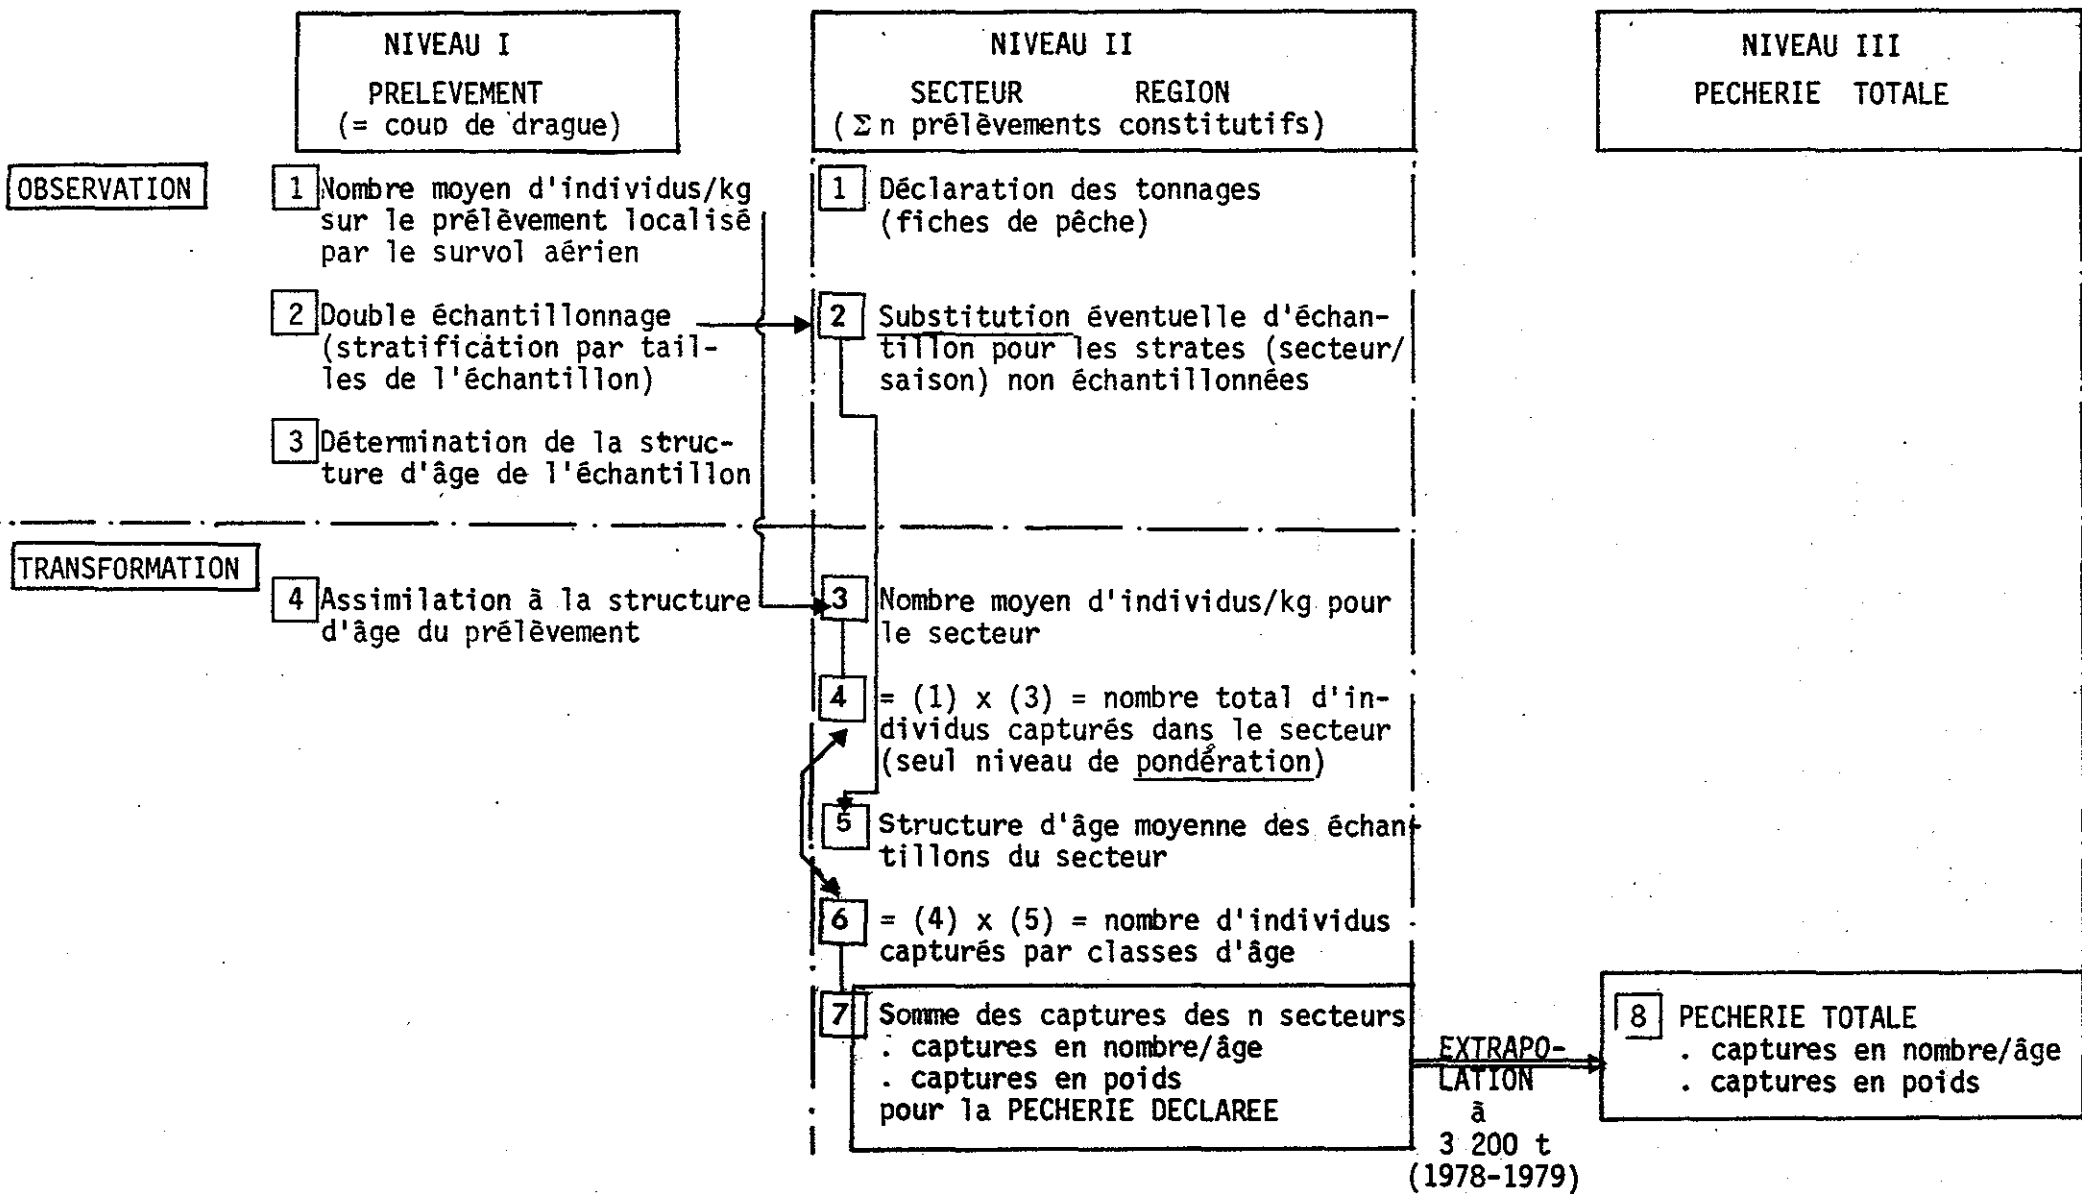 NIVEAU I
PRELEVEMENT
(= coup de drague)
NIVEAU II
SECTEUR REGION
(Σ n prélèvements constitutifs)
NIVEAU III
PECHERIE TOTALE
OBSERVATION
1 Nombre moyen d'individus/kg
sur le prélèvement localisé
par le survol aérien
2 Double échantillonnage
(stratification par tail-
les de l'échantillon)
3 Détermination de la struc-
ture d'âge de l'échantillon
1 Déclaration des tonnages
(fiches de pêche)
2 Substitution éventuelle d'échan-
tillon pour les strates (secteur/
saison) non échantillonnées
TRANSFORMATION
4 Assimilation à la structure
d'âge du prélèvement
3 Nombre moyen d'individus/kg pour
le secteur
4 = (1) x (3) = nombre total d'in-
dividus capturés dans le secteur
(seul niveau de pondération)
5 Structure d'âge moyenne des échan-
tillons du secteur
6 = (4) x (5) = nombre d'individus
capturés par classes d'âge
7 Somme des captures des n secteurs
. captures en nombre/âge
. captures en poids
pour la PECHERIE DECLAREE
EXTRAPO-
LATION
à
3 200 t
(1978-1979)
8 PECHERIE TOTALE
. captures en nombre/âge
. captures en poids